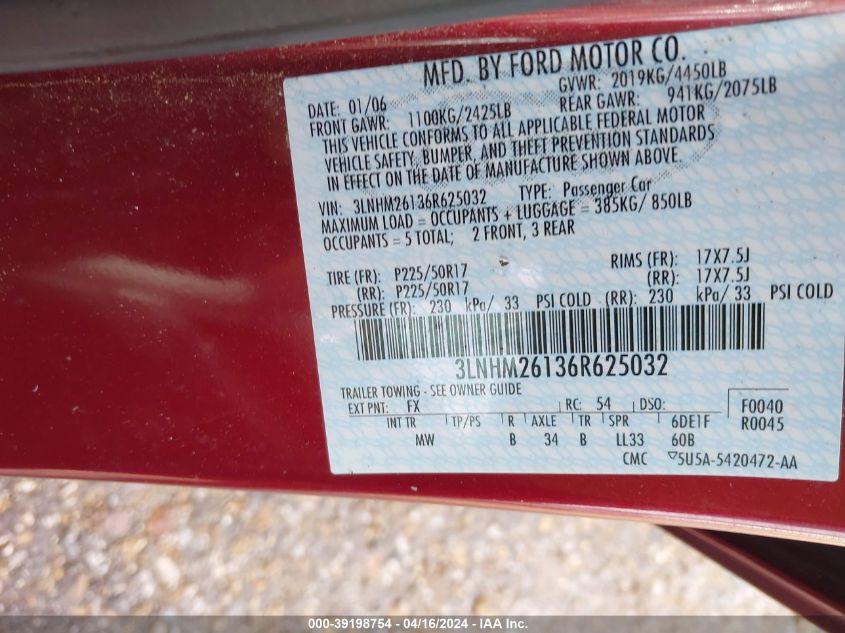 MFD. BY FORD MOTOR CO.
DATE: 01/06 GVWR: 2019KG/4450LB
FRONT GAWR: 1100KG/2425LB REAR GAWR: 941KG/2075LB
THIS VEHICLE CONFORMS TO ALL APPLICABLE FEDERAL MOTOR
VEHICLE SAFETY, BUMPER, AND THEFT PREVENTION STANDARDS
IN EFFECT ON THE DATE OF MANUFACTURE SHOWN ABOVE.
VIN: 3LNHM26136R625032 TYPE: Passenger Car
MAXIMUM LOAD = OCCUPANTS + LUGGAGE = 385KG/ 850LB
OCCUPANTS = 5 TOTAL; 2 FRONT, 3 REAR
TIRE (FR): P225/50R17 RIMS (FR): 17X7.5J
(RR): P225/50R17 (RR): 17X7.5J
PRESSURE (FR): 230 kPa/ 33 PSI COLD (RR): 230 kPa/ 33 PSI COLD
3LNHM26136R625032
TRAILER TOWING - SEE OWNER GUIDE
EXT PNT: FX RC: 54 DSO: F0040
INT TR TP/PS R AXLE TR SPR 6DE1F R0045
MW B 34 B LL33 60B
CMC 5U5A-5420472-AA
000-39198754 - 04/16/2024 - IAA Inc.